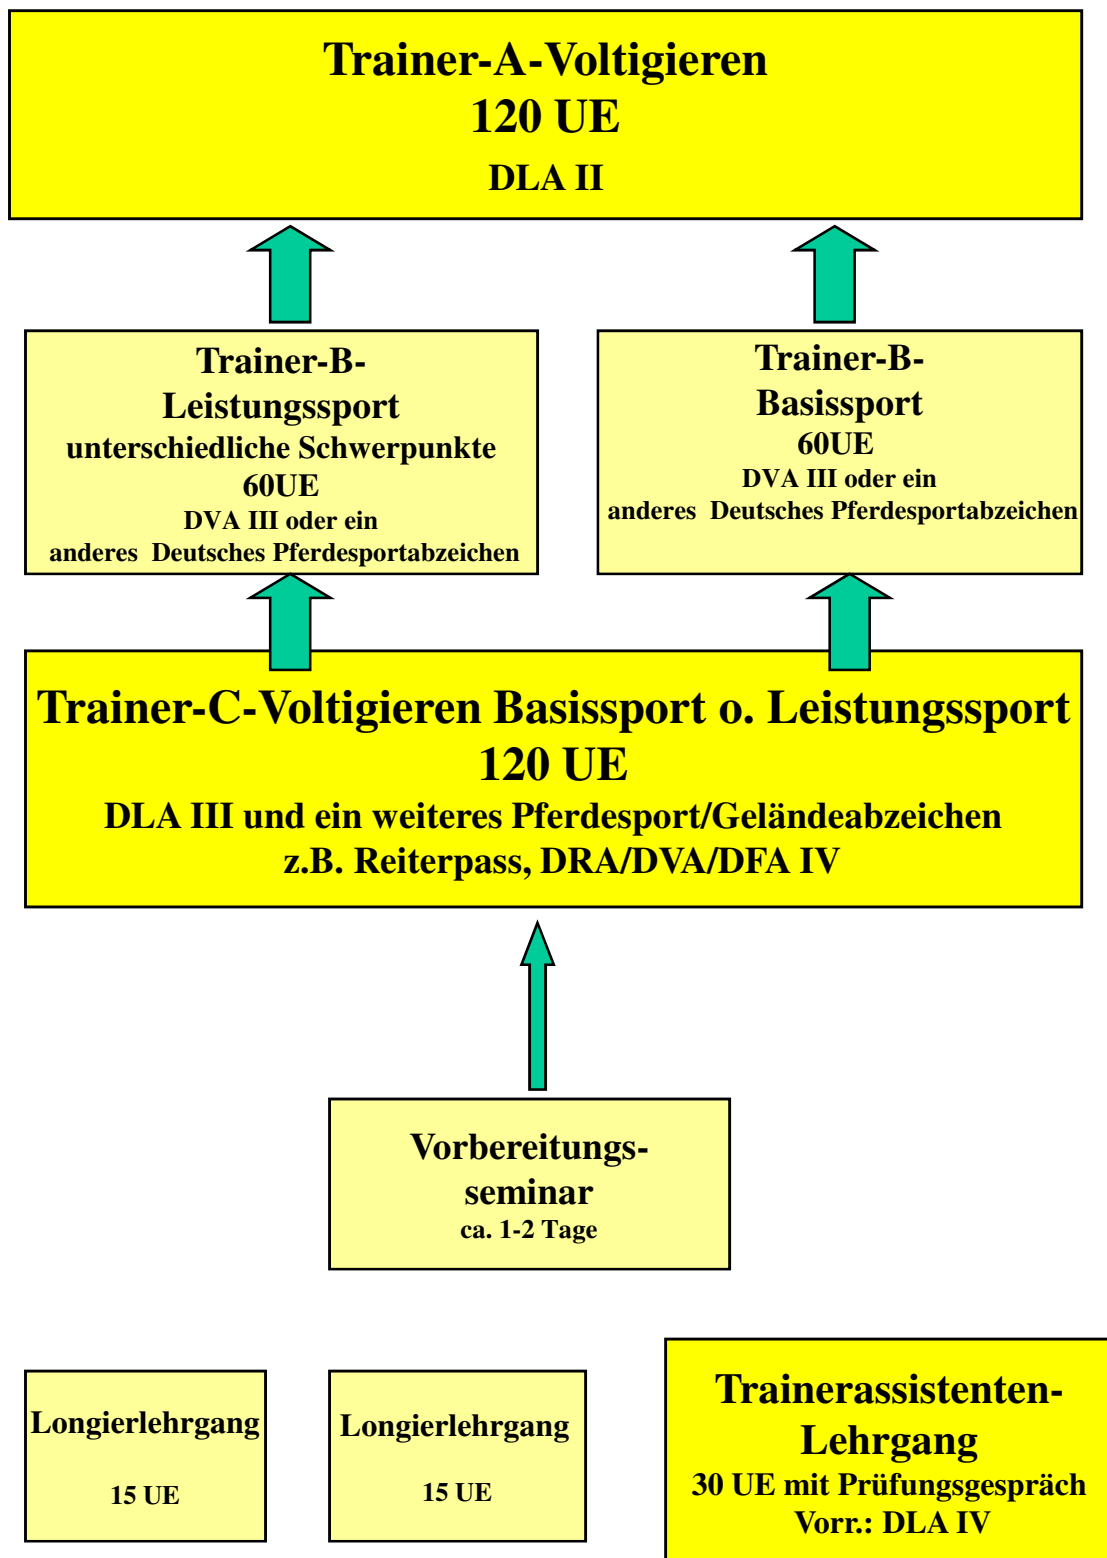 Trainer-A-Voltigieren
120 UE
DLA II
Trainer-B-
Leistungssport
unterschiedliche Schwerpunkte
60UE
DVA III oder ein
anderes Deutsches Pferdesportabzeichen
Trainer-B-
Basissport
60UE
DVA III oder ein
anderes Deutsches Pferdesportabzeichen
Trainer-C-Voltigieren Basissport o. Leistungssport
120 UE
DLA III und ein weiteres Pferdesport/Geländeabzeichen
z.B. Reiterpass, DRA/DVA/DFA IV
Vorbereitungs-
seminar
ca. 1-2 Tage
Longierlehrgang
15 UE
Longierlehrgang
15 UE
Trainerassistenten-
Lehrgang
30 UE mit Prüfungsgespräch
Vorr.: DLA IV